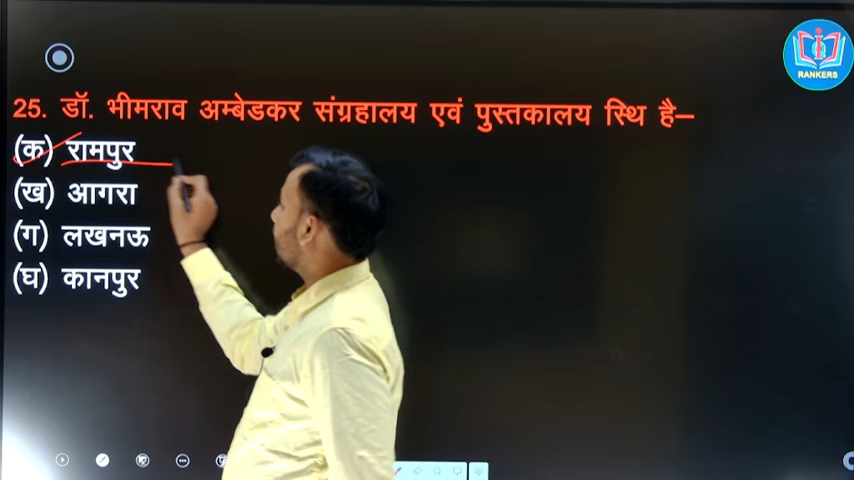 RANKERS
25. डॉ. भीमराव अम्बेडकर संग्रहालय एवं पुस्तकालय स्थि है–
(क) रामपुर
(ख) आगरा
(ग) लखनऊ
(घ) कानपुर